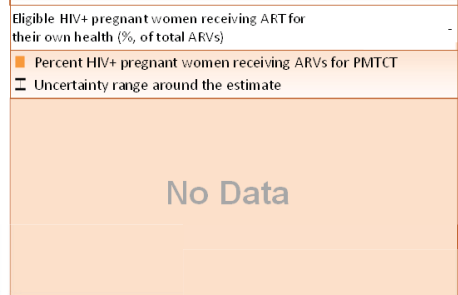 Eligible HIV+ pregnant women receiving ART for
their own health (%, of total ARVs) -
Percent HIV+ pregnant women receiving ARVs for PMTCT
Uncertainty range around the estimate
No Data